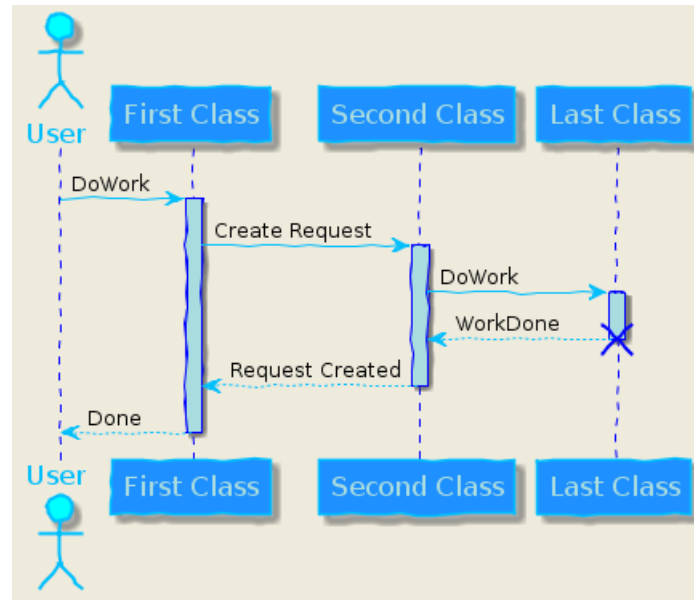 User
First Class
Second Class
Last Class
DoWork
Create Request
DoWork
WorkDone
Request Created
Done
User
First Class
Second Class
Last Class